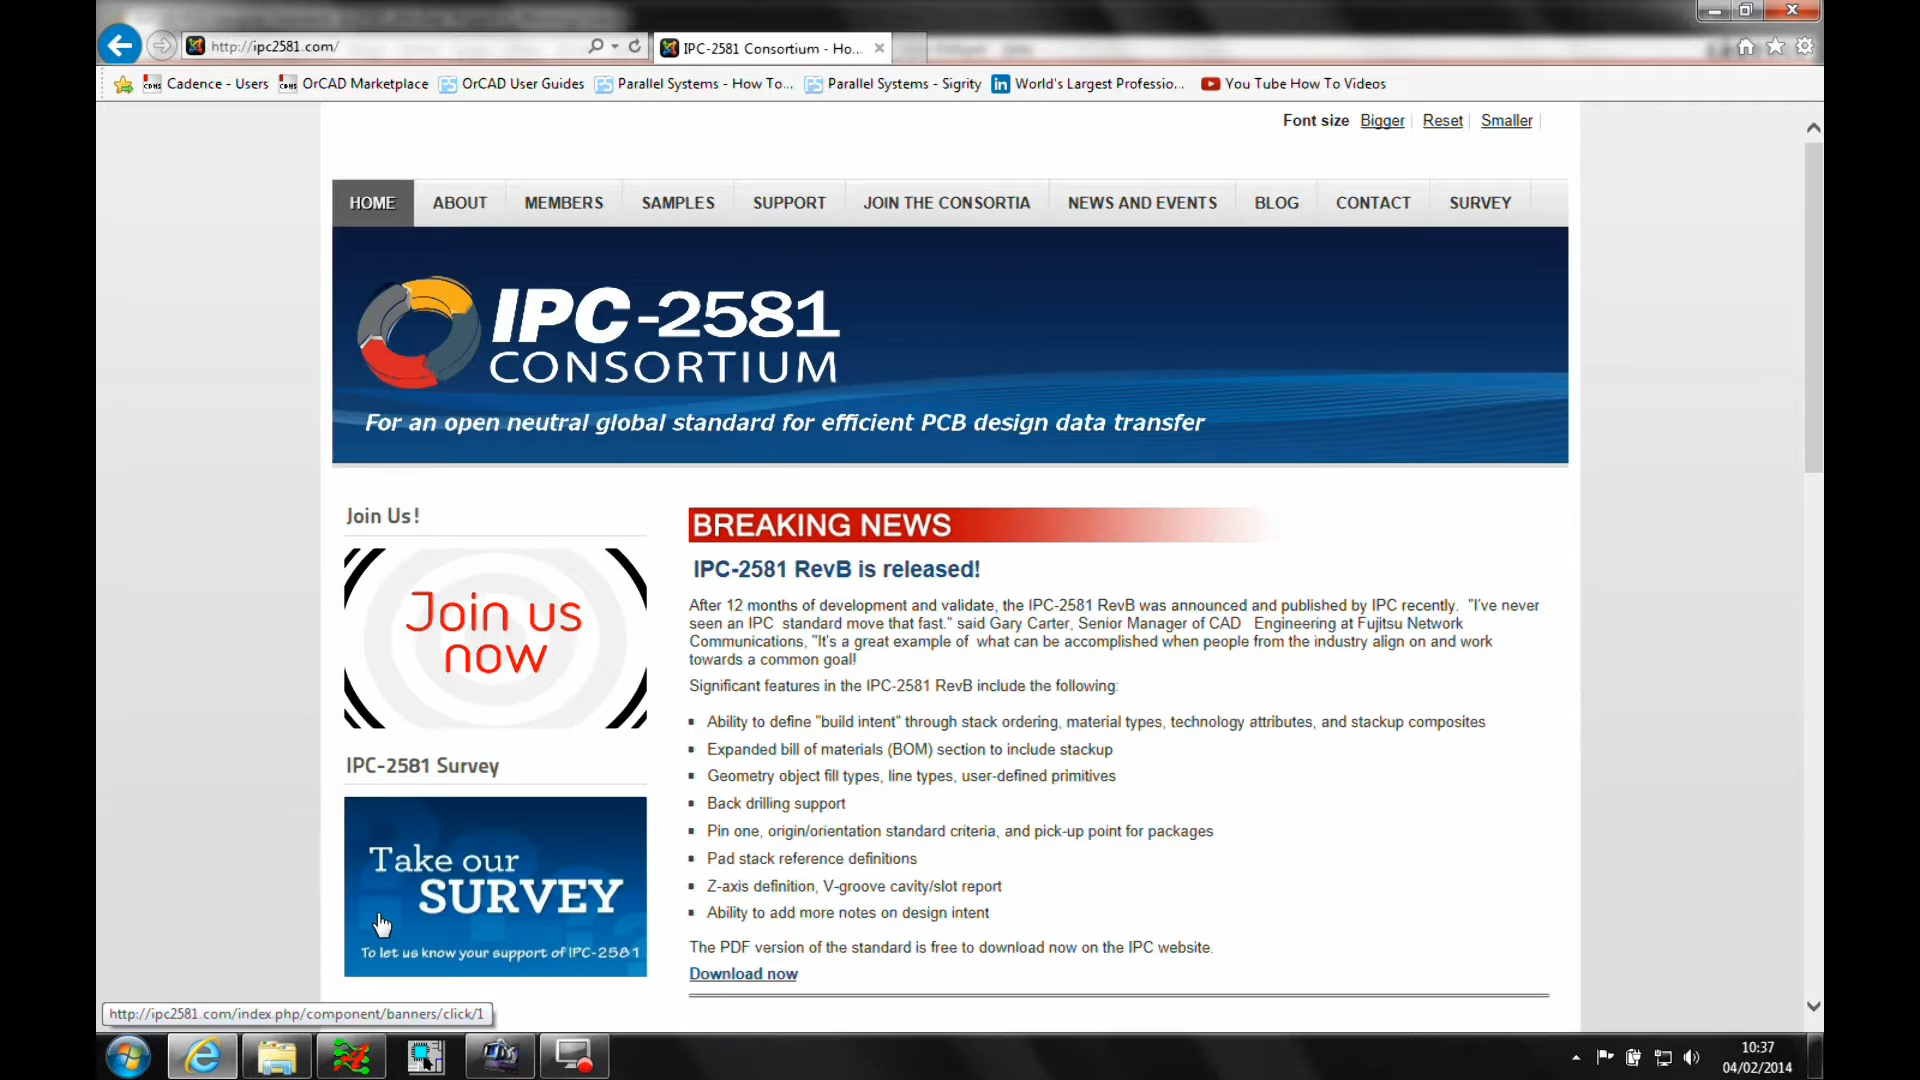 http://ipc2581.com/
IPC-2581 Consortium - Ho...
Cadence - Users
OrCAD Marketplace
OrCAD User Guides
Parallel Systems - How To...
Parallel Systems - Sigrity
World's Largest Professio...
You Tube How To Videos
Font size Bigger Reset Smaller
HOME ABOUT MEMBERS SAMPLES SUPPORT JOIN THE CONSORTIA NEWS AND EVENTS BLOG CONTACT SURVEY
IPC-2581
CONSORTIUM
For an open neutral global standard for efficient PCB design data transfer
Join Us!
Join us
now
IPC-2581 Survey
Take our
SURVEY
To let us know your support of IPC-2581
BREAKING NEWS
IPC-2581 RevB is released!
After 12 months of development and validate, the IPC-2581 RevB was announced and published by IPC recently. "I've never
seen an IPC standard move that fast." said Gary Carter, Senior Manager of CAD Engineering at Fujitsu Network
Communications, "It's a great example of what can be accomplished when people from the industry align on and work
towards a common goal!
Significant features in the IPC-2581 RevB include the following:
Ability to define "build intent" through stack ordering, material types, technology attributes, and stackup composites
Expanded bill of materials (BOM) section to include stackup
Geometry object fill types, line types, user-defined primitives
Back drilling support
Pin one, origin/orientation standard criteria, and pick-up point for packages
Pad stack reference definitions
Z-axis definition, V-groove cavity/slot report
Ability to add more notes on design intent
The PDF version of the standard is free to download now on the IPC website.
Download now
http://ipc2581.com/index.php/component/banners/click/1
10:37
04/02/2014